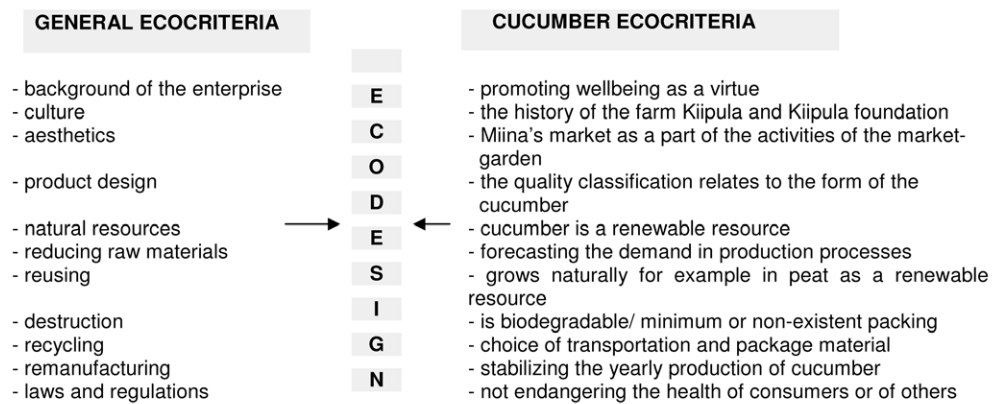 GENERAL ECOCRITERIA
- background of the enterprise
- culture
- aesthetics
- product design
- natural resources
- reducing raw materials
- reusing
- destruction
- recycling
- remanufacturing
- laws and regulations
E
C
O
D
E
S
I
G
N
CUCUMBER ECOCRITERIA
- promoting wellbeing as a virtue
- the history of the farm Kiipula and Kiipula foundation
- Miina’s market as a part of the activities of the market-
garden
- the quality classification relates to the form of the
cucumber
- cucumber is a renewable resource
- forecasting the demand in production processes
- grows naturally for example in peat as a renewable
resource
- is biodegradable/ minimum or non-existent packing
- choice of transportation and package material
- stabilizing the yearly production of cucumber
- not endangering the health of consumers or of others